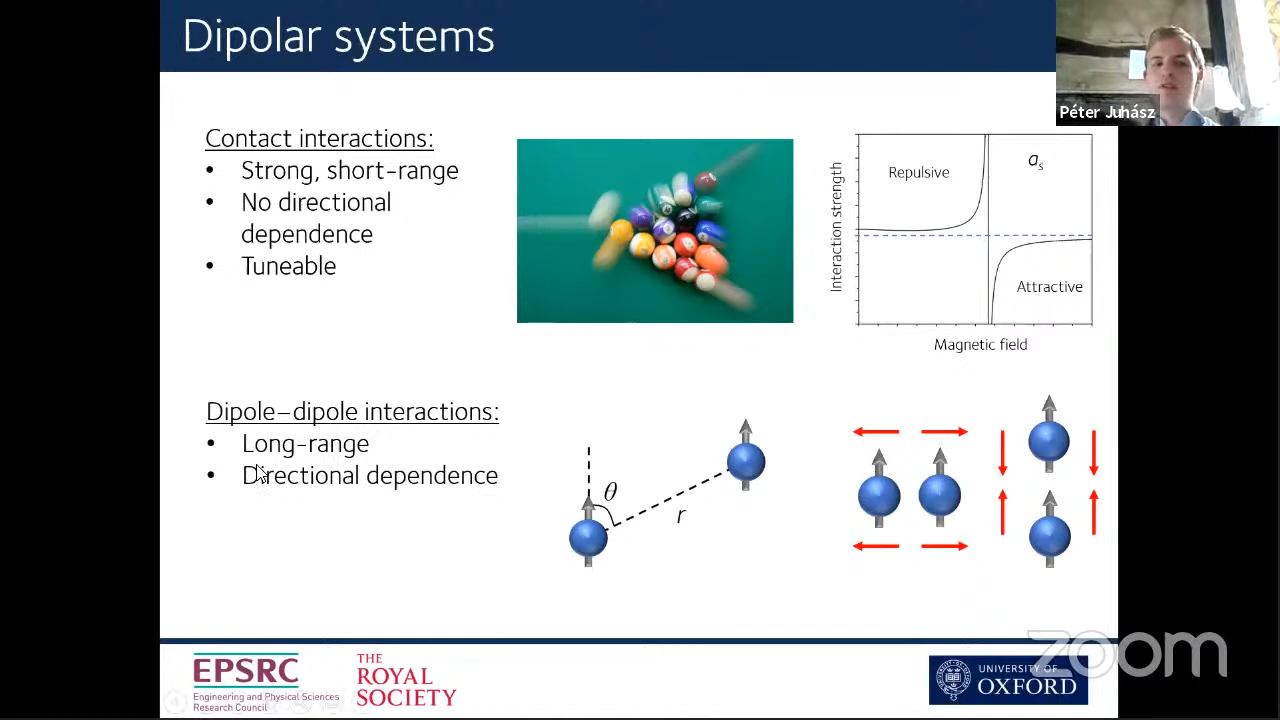 Dipolar systems
Péter Juhász
Contact interactions:
• Strong, short-range
• No directional
dependence
• Tuneable
Interaction strength
Repulsive
as
Attractive
Magnetic field
Dipole–dipole interactions:
• Long-range
• Directional dependence
θ
r
EPSRC
Engineering and Physical Sciences
Research Council
THE
ROYAL
SOCIETY
UNIVERSITY OF
OXFORD
zoom